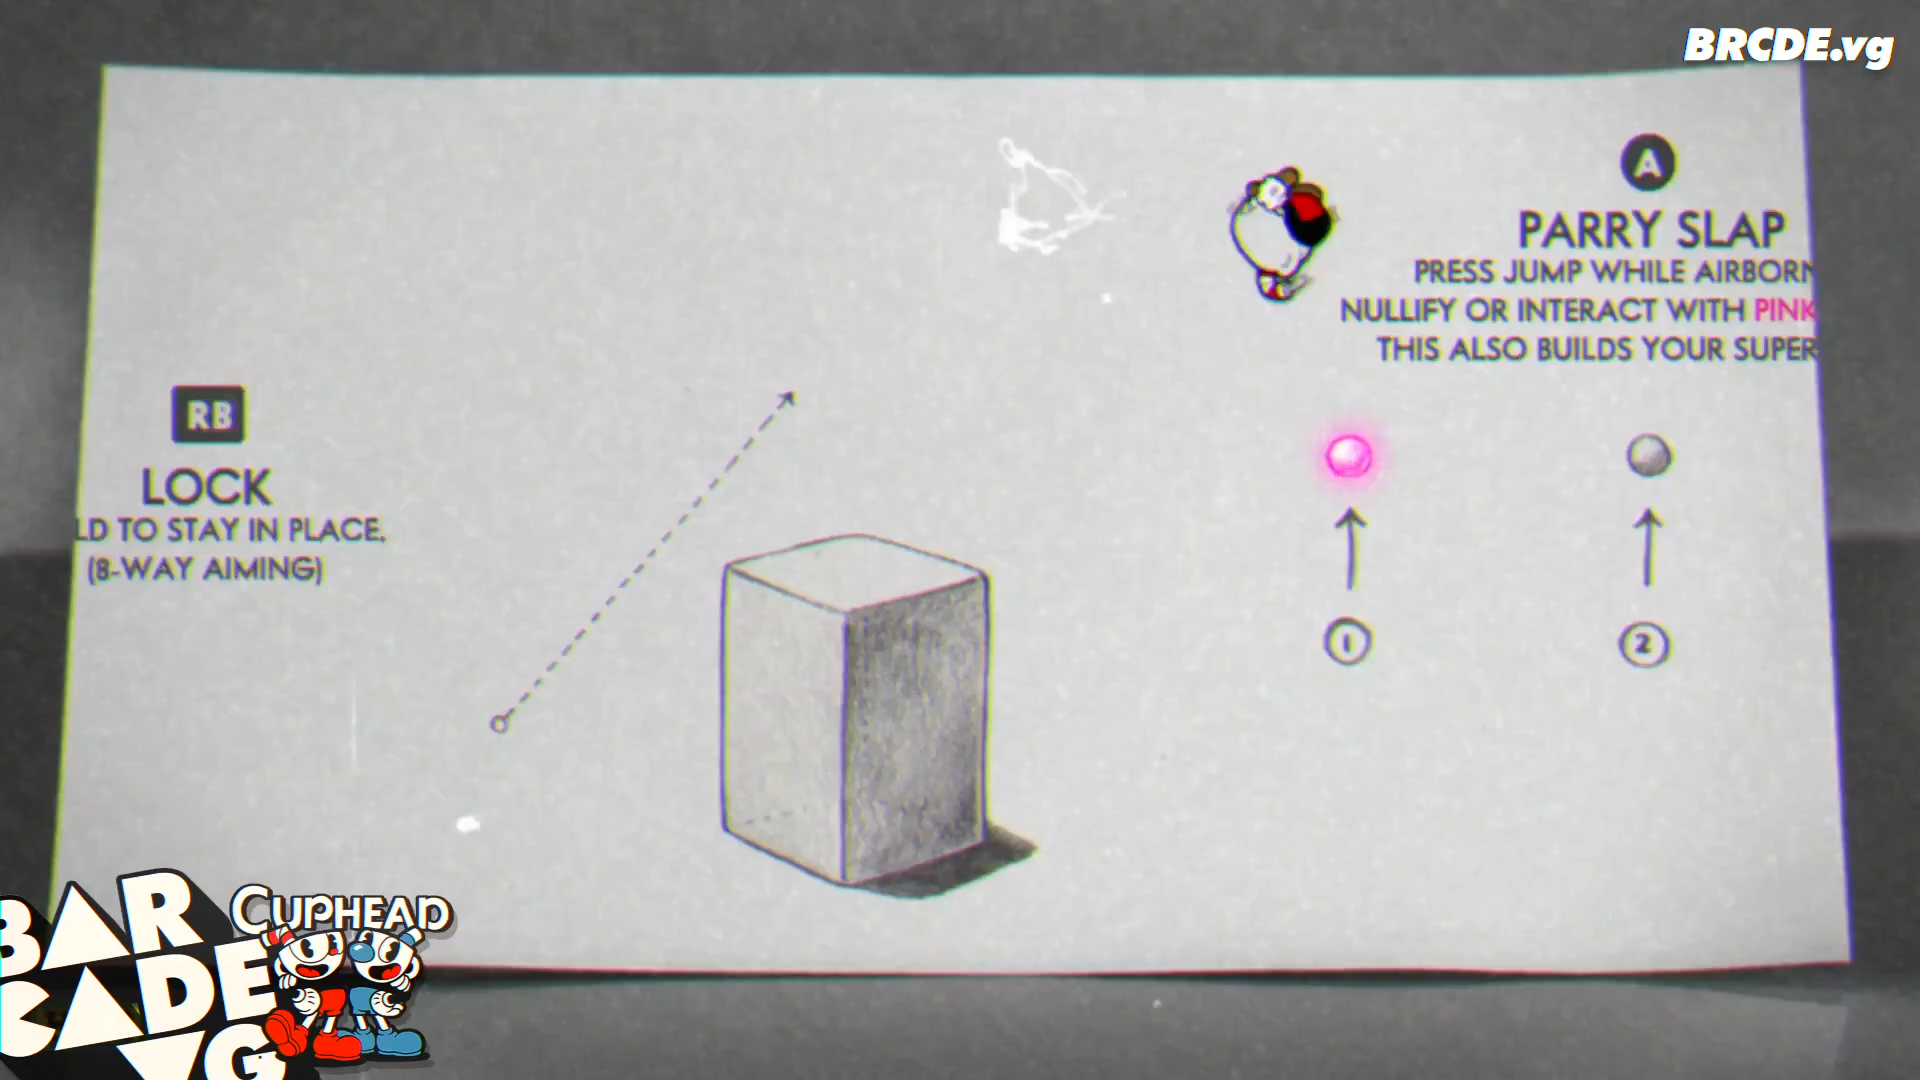 BRCDE.vg
RB
LOCK
LD TO STAY IN PLACE.
(8-WAY AIMING)
A
PARRY SLAP
PRESS JUMP WHILE AIRBORN
NULLIFY OR INTERACT WITH PINK
THIS ALSO BUILDS YOUR SUPER
1
2
BAR
CADE
VG
CUPHEAD